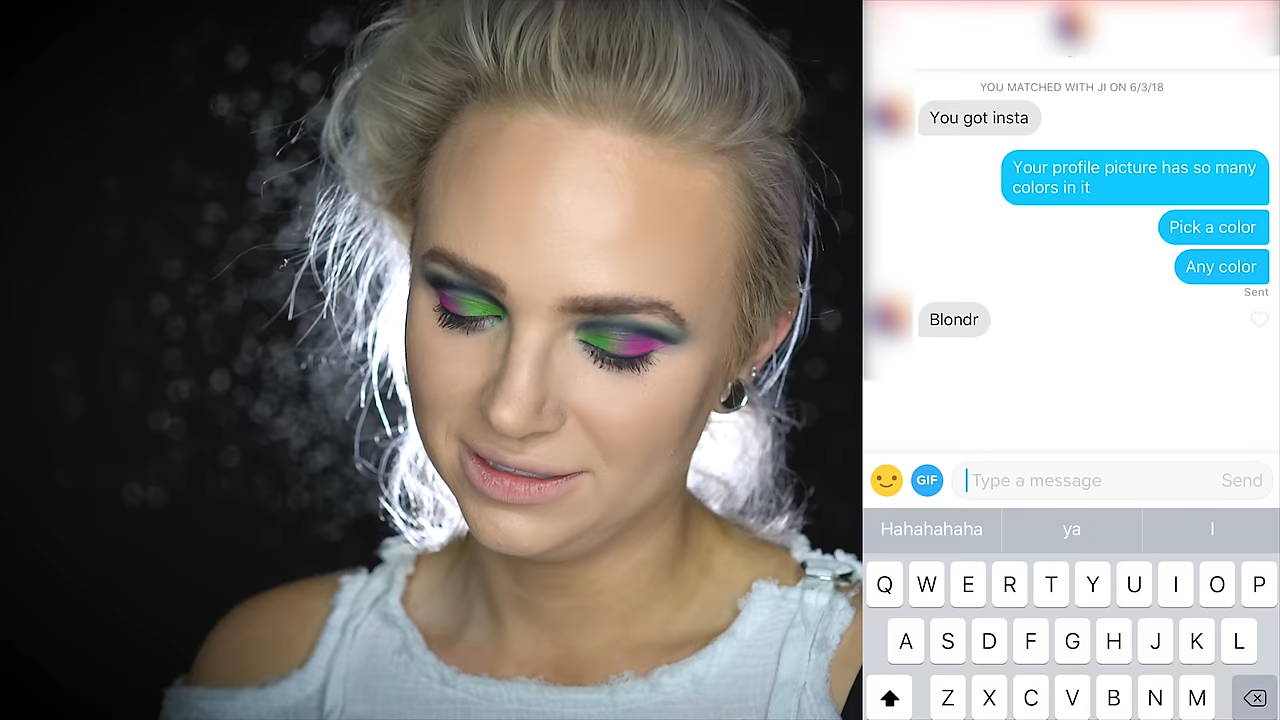 YOU MATCHED WITH JI ON 6/3/18
You got insta
Your profile picture has so many
colors in it
Pick a color
Any color
Sent
Blondr
GIF
Type a message
Send
Hahahahaha
ya
I
Q W E R T Y U I O P
A S D F G H J K L
Z X C V B N M